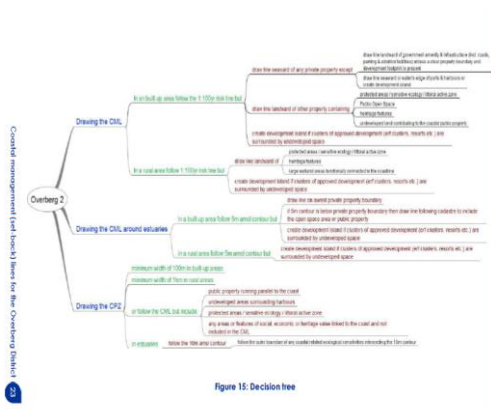 draw line landward of government amenity & infrastructure (incl. roads,
parking & ablution facilities) unless a clear property boundary and
development footprint is present
draw line seaward of any private property except
draw line seaward or water's edge of ports & harbours or
create development island
In a built up area follow the 1:100yr risk line but
protected areas / sensitive ecology / littoral active zone
Public Open Space
draw line landward of other property containing
heritage features
undeveloped land contributing to the coastal public property
create development island if clusters of approved development (erf clusters, resorts etc.) are
surrounded by undeveloped space
Drawing the CML
protected areas / sensitive ecology / littoral active zone
draw line landward of
heritage features
In a rural area follow 1:100yr risk line but
large wetland areas functionally connected to the coastline
create development island if clusters of approved development (erf clusters, resorts etc.) are
surrounded by undeveloped space
Overberg 2
draw line on overall private property boundary
In a built up area follow 5m amsl contour but
if 5m contour is below private property boundary then draw line following cadastre to include
the open space area or public property
Drawing the CML around estuaries
create development island if clusters of approved development (erf clusters, resorts etc.) are
surrounded by undeveloped space
in a rural area follow 5m amsl contour but
create development island if clusters of approved development (erf clusters, resorts etc.) are
surrounded by undeveloped space
minimum width of 100m in built up areas
minimum width of 1km in rural areas
Drawing the CPZ
public property running parallel to the coast
undeveloped areas surrounding harbours
or follow the CML but include
protected areas / sensitive ecology / littoral active zone
any areas or features of social, economic or heritage value linked to the coast and not
included in the CML
in estuaries
follow the 10m amsl contour
follow the outer boundary of any coastal related ecological sensitivities intersecting the 10m contour
Figure 15: Decision tree
Coastal management (set-back) lines for the Overberg District
23